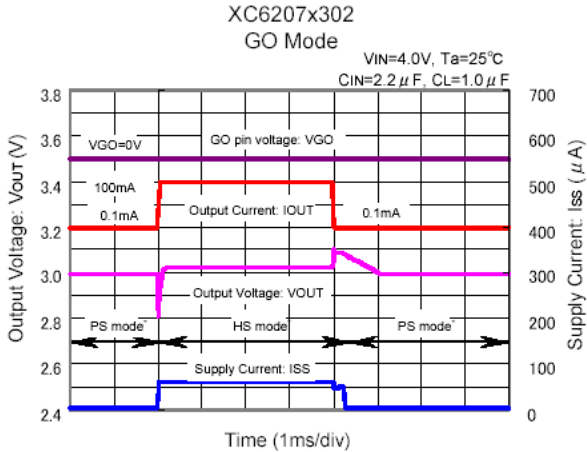 XC6207x302
GO Mode
VIN=4.0V, Ta=25℃
CIN=2.2μF, CL=1.0μF
3.8
700
3.6
600
VGO=0V
GO pin voltage: VGO
3.4
500
100mA
0.1mA
Output Current: IOUT
0.1mA
3.2
400
3.0
300
Output Voltage: VOUT
2.8
200
PS mode
HS mode
PS mode
2.6
100
Supply Current: ISS
2.4
0
Output Voltage: VOUT (V)
Supply Current: ISS (μA)
Time (1ms/div)